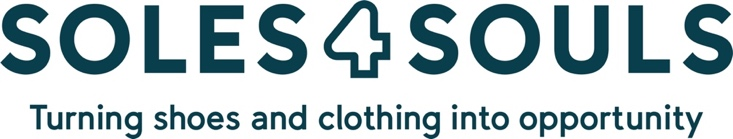 SOLES4SOULS
Turning shoes and clothing into opportunity